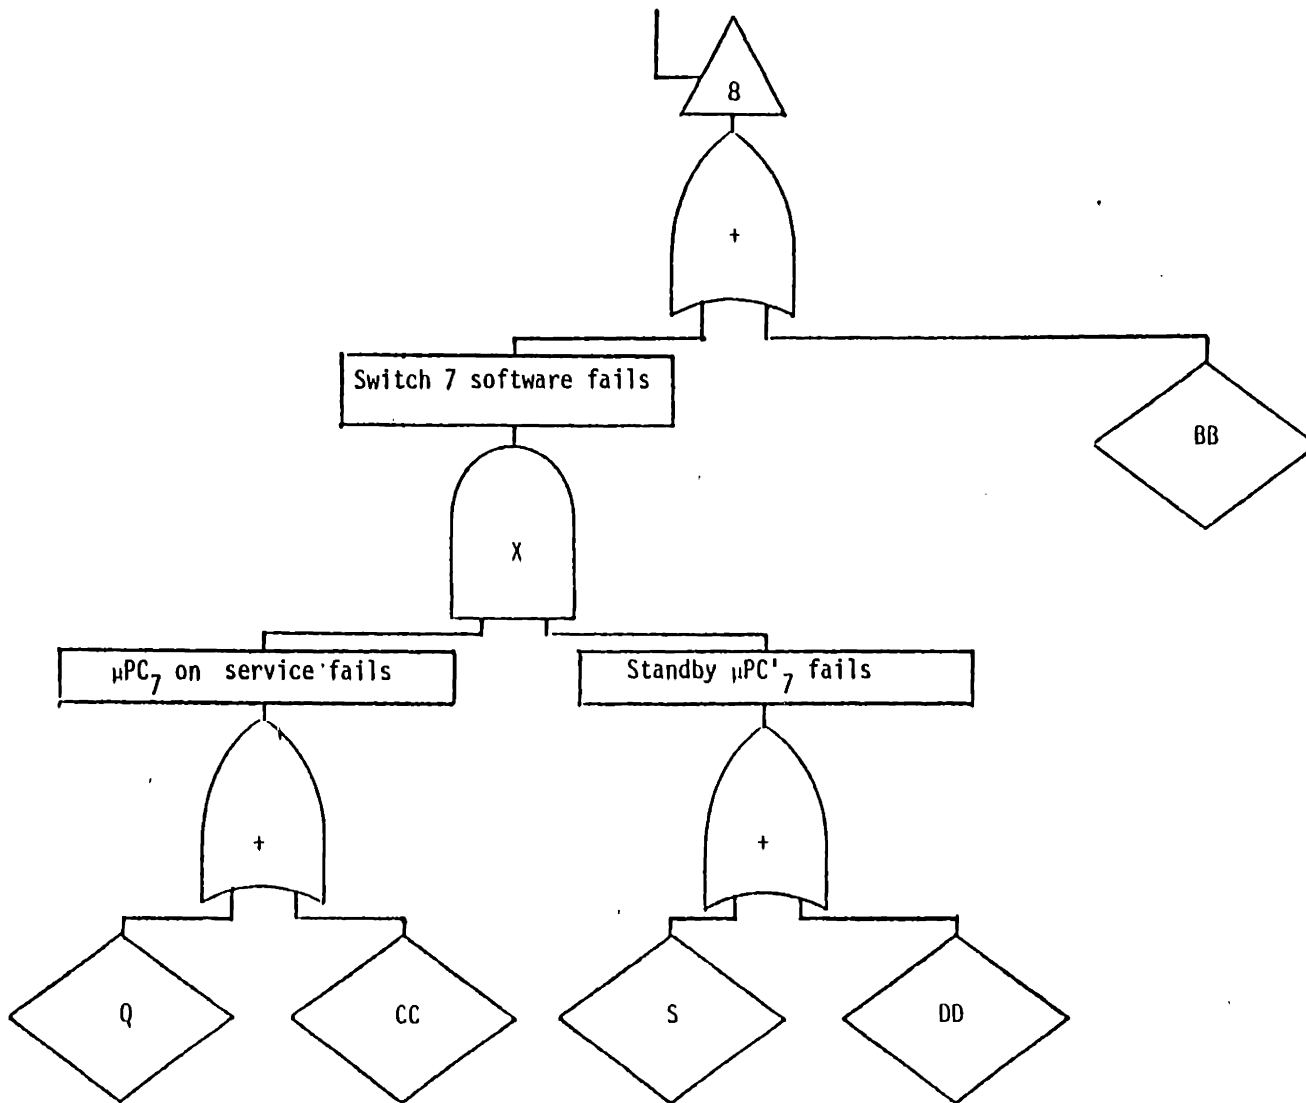 8
+
Switch 7 software fails
BB
X
μPC₇ on service fails
Standby μPC'₇ fails
+
+
Q
CC
S
DD